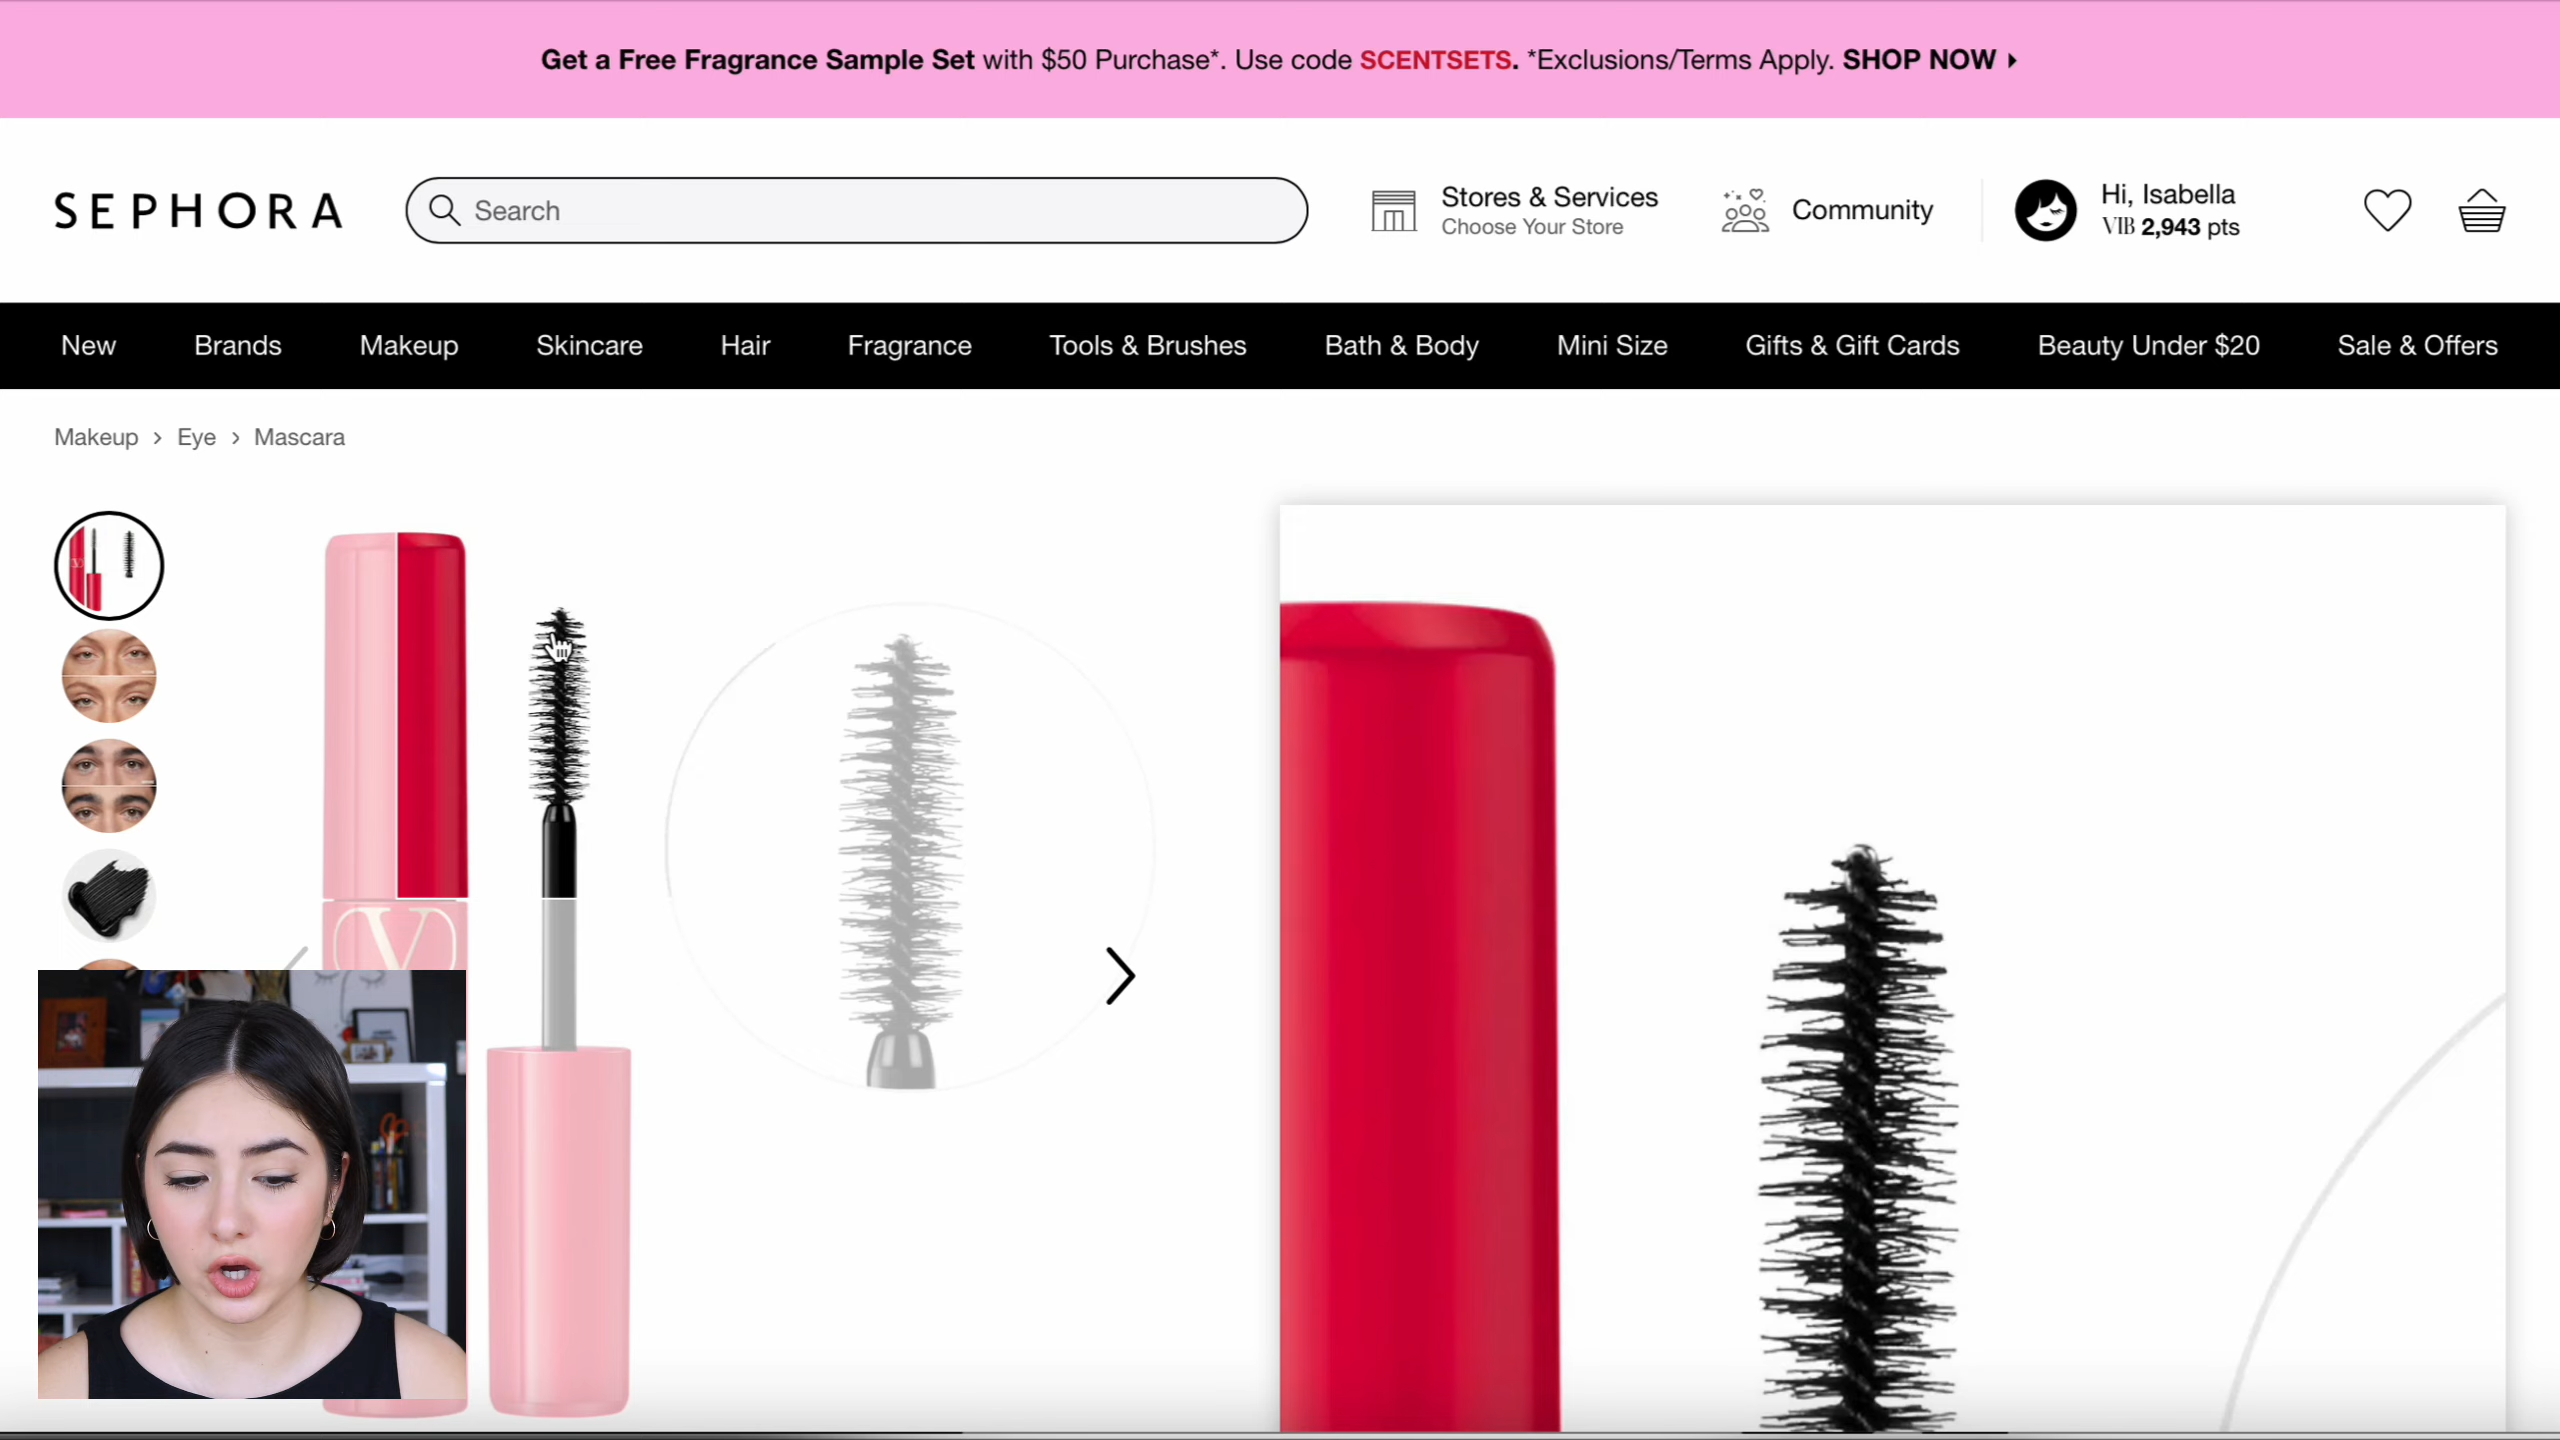 Get a Free Fragrance Sample Set with $50 Purchase*. Use code SCENTSETS. *Exclusions/Terms Apply. SHOP NOW
SEPHORA
Search
Stores & Services
Choose Your Store
Community
Hi, Isabella
VIB 2,943 pts
New Brands Makeup Skincare Hair Fragrance Tools & Brushes Bath & Body Mini Size Gifts & Gift Cards Beauty Under $20 Sale & Offers
Makeup > Eye > Mascara
V